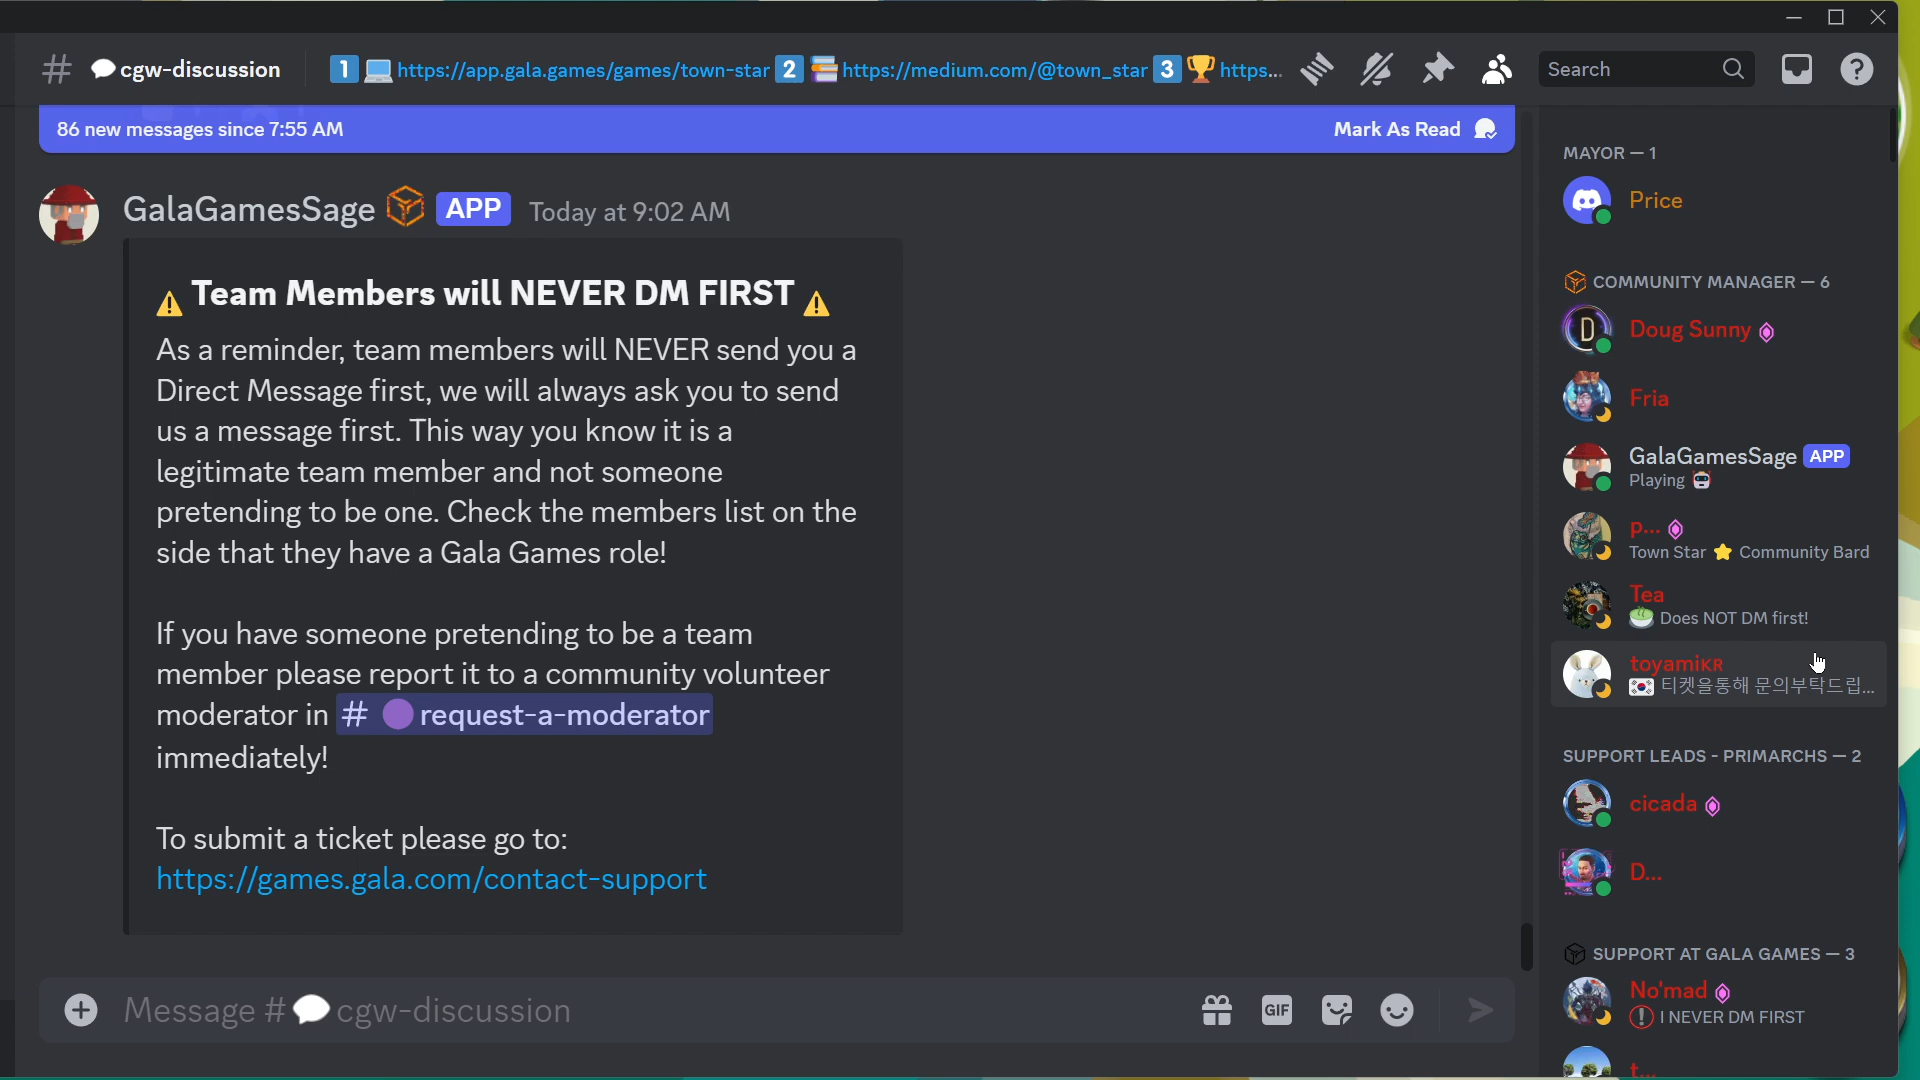 cgw-discussion
1 https://app.gala.games/games/town-star 2 https://medium.com/@town_star 3 https...
Search
86 new messages since 7:55 AM
Mark As Read
GalaGamesSage APP Today at 9:02 AM
Team Members will NEVER DM FIRST
As a reminder, team members will NEVER send you a
Direct Message first, we will always ask you to send
us a message first. This way you know it is a
legitimate team member and not someone
pretending to be one. Check the members list on the
side that they have a Gala Games role!
If you have someone pretending to be a team
member please report it to a community volunteer
moderator in # request-a-moderator
immediately!
To submit a ticket please go to:
https://games.gala.com/contact-support
Message # cgw-discussion
GIF
MAYOR — 1
Price
COMMUNITY MANAGER — 6
D
Doug Sunny
Fria
GalaGamesSage APP
Playing
p...
Town Star Community Bard
Tea
Does NOT DM first!
toyamiKR
티켓을통해 문의부탁드립...
SUPPORT LEADS - PRIMARCHS — 2
cicada
D...
SUPPORT AT GALA GAMES — 3
No'mad
I NEVER DM FIRST
t...